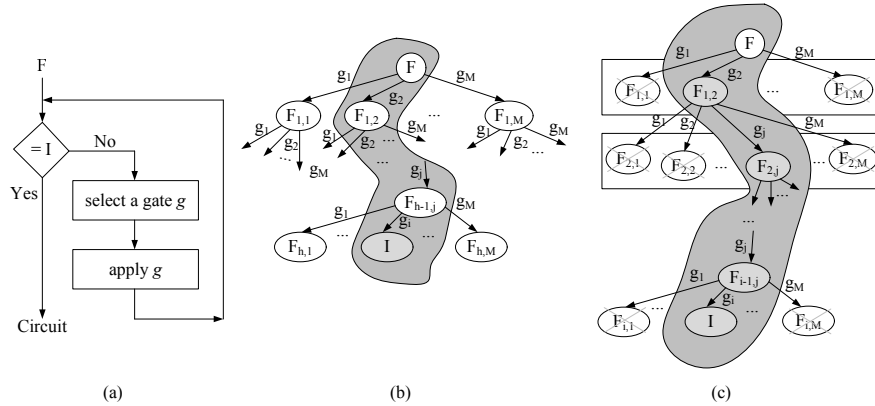 F
= I
No
Yes
select a gate g
apply g
Circuit
(a)
F
g1
g2
gM
F1,1
F1,2
...
F1,M
g1
g2
...
gM
g1
g2
...
gM
g1
g2
...
gM
gj
Fh-1,j
g1
gi
gM
Fh,1
...
I
...
Fh,M
(b)
F
g1
g2
gM
F1,1
F1,2
...
F1,M
g1
g2
gj
gM
F2,1
F2,2
...
F2,j
...
F2,M
...
...
gj
Fi-1,j
g1
gi
gM
Fi,1
...
I
...
Fi,M
(c)